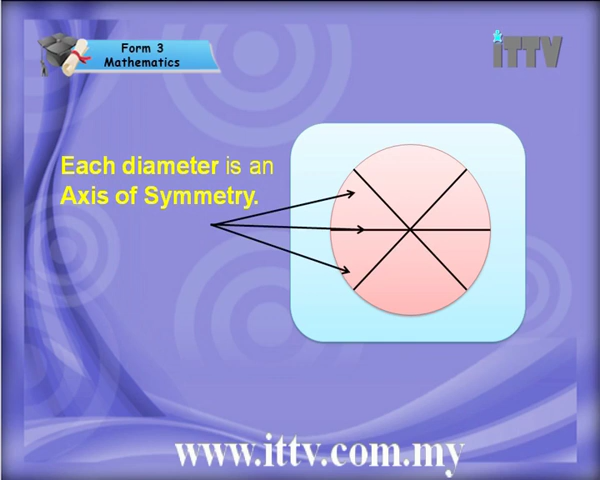 Form 3
Mathematics
iTTV
Each diameter is an
Axis of Symmetry.
www.ittv.com.my